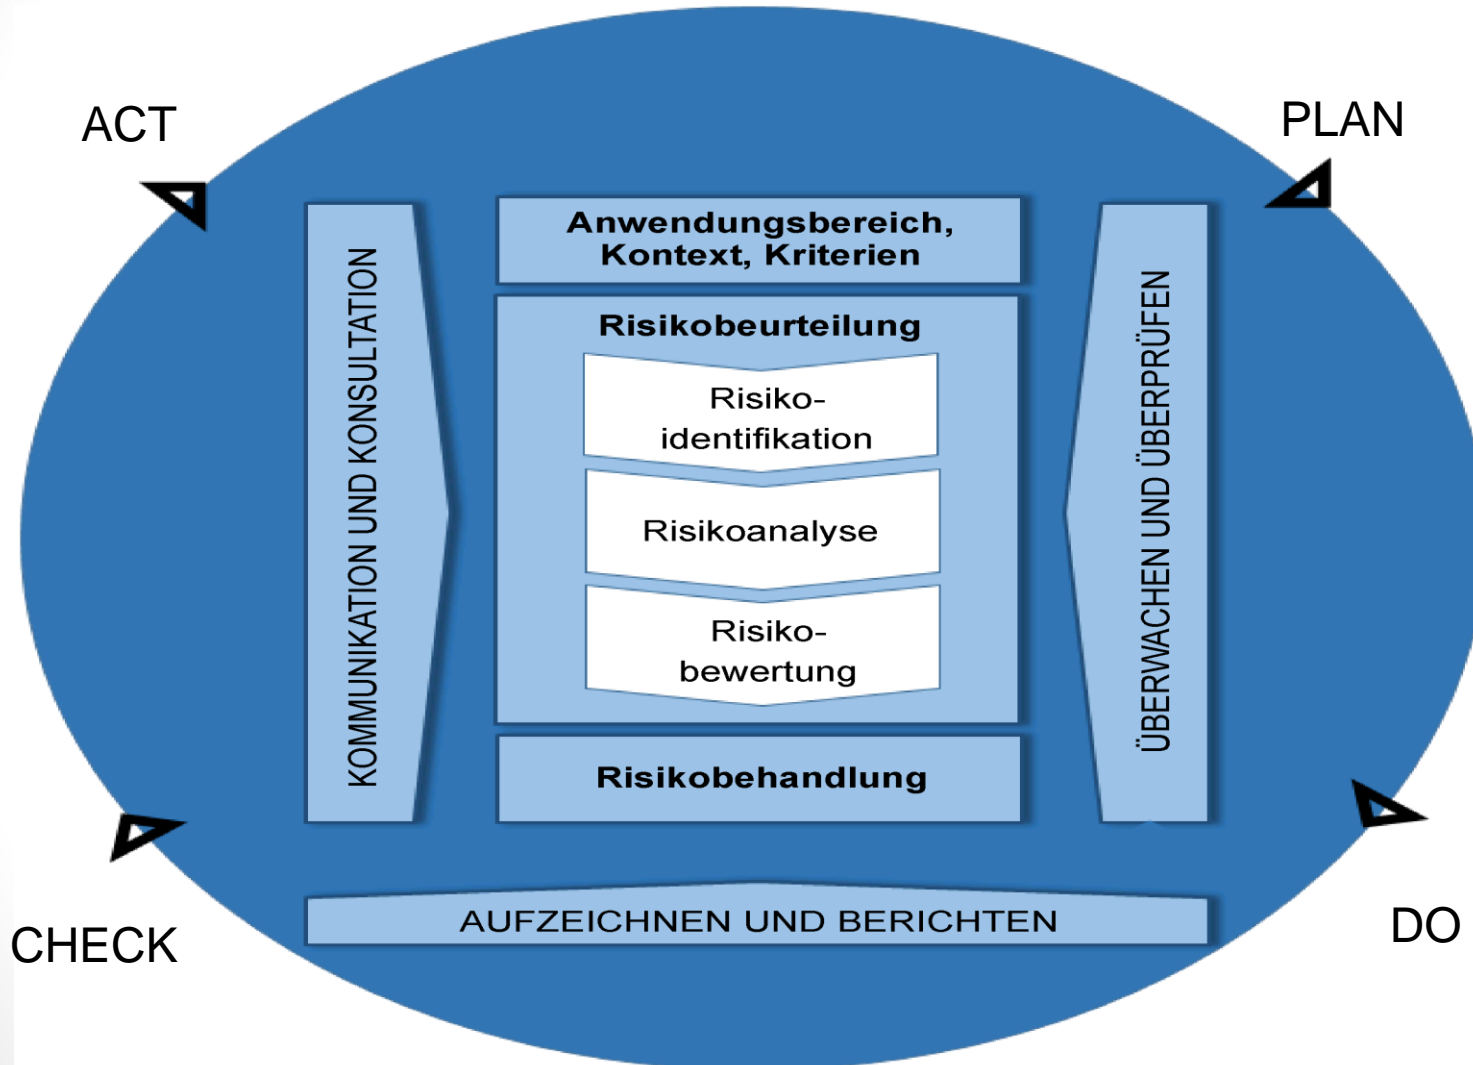 ACT
PLAN
Anwendungsbereich,
Kontext, Kriterien
Risikobeurteilung
Risiko-
identifikation
Risikoanalyse
Risiko-
bewertung
Risikobehandlung
KOMMUNIKATION UND KONSULTATION
ÜBERWACHEN UND ÜBERPRÜFEN
AUFZEICHNEN UND BERICHTEN
CHECK
DO